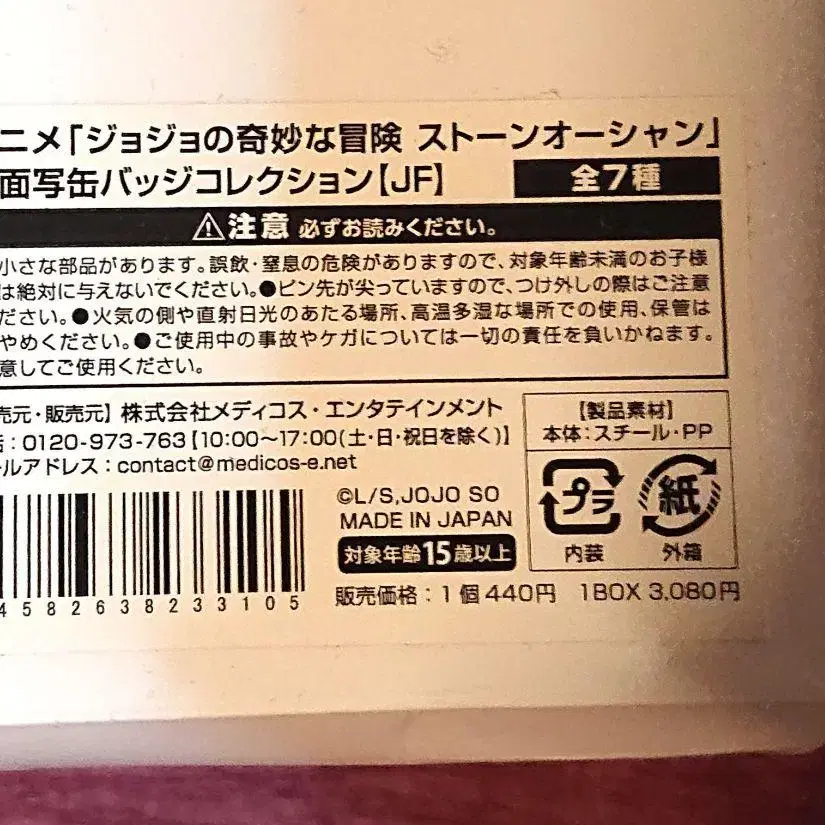 ニメ「ジョジョの奇妙な冒険 ストーンオーシャン」
面写缶バッジコレクション【JF】
全7種
注意 必ずお読みください。
小さな部品があります。誤飲・窒息の危険がありますので、対象年齢未満のお子様
は絶対に与えないでください。●ピン先が尖っていますので、つけ外しの際はご注意
ださい。●火気の側や直射日光のあたる場所、高温多湿な場所での使用、保管は
やめください。●ご使用中の事故やケガについては一切の責任を負いかねます。
意してご使用ください。
売元・販売元】株式会社メディコス・エンタテインメント
:0120-973-763【10:00〜17:00(土・日・祝日を除く)】
ールアドレス:contact@medicos-e.net
【製品素材】
本体:スチール・PP
プラ
内装
紙
外箱
©L/S,JOJO SO
MADE IN JAPAN
対象年齢15歳以上
販売価格:1個440円 1BOX 3,080円
4582638233105